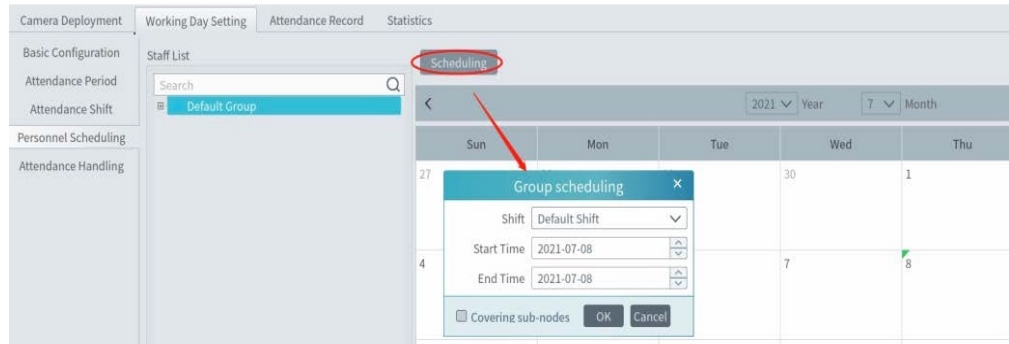 Camera Deployment Working Day Setting Attendance Record Statistics
Basic Configuration
Attendance Period
Attendance Shift
Personnel Scheduling
Attendance Handling
Staff List
Search
Default Group
Scheduling
2021 Year 7 Month
Sun Mon Tue Wed Thu
27 30 1
Group scheduling
Shift Default Shift
Start Time 2021-07-08
End Time 2021-07-08
Covering sub-nodes OK Cancel
4 7 8